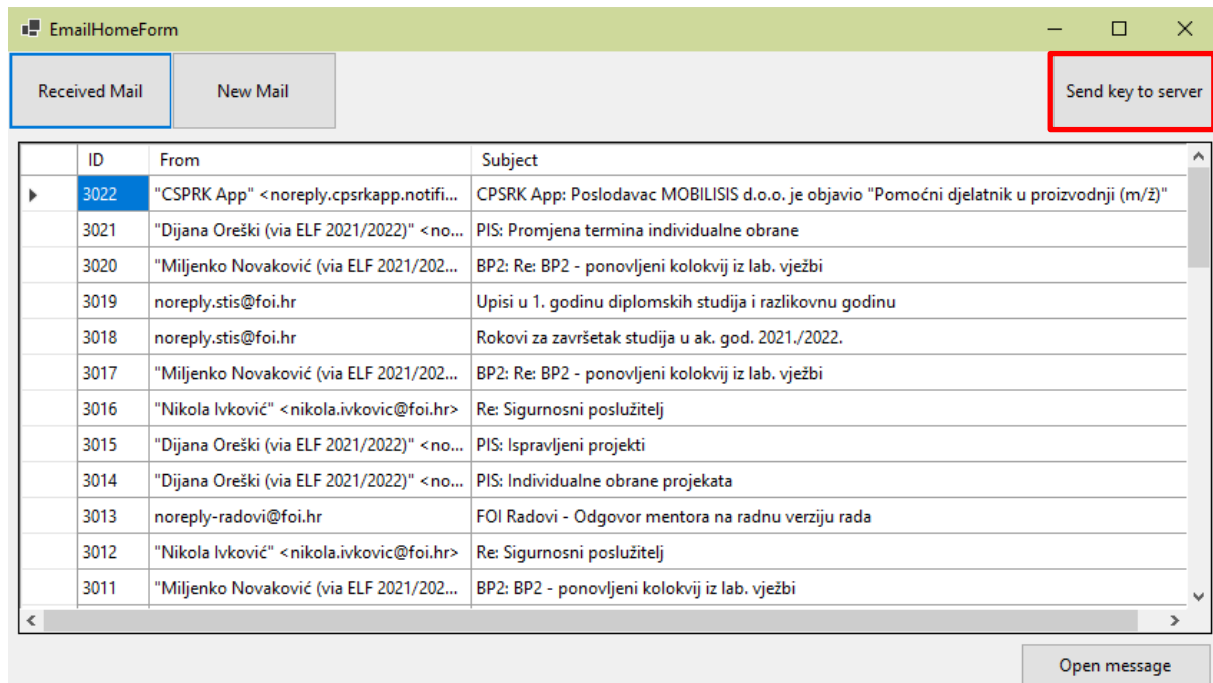 EmailHomeForm
Received Mail New Mail Send key to server
ID From Subject
3022 "CSPRK App" <noreply.cpsrkapp.notifi... CPSRK App: Poslodavac MOBILISIS d.o.o. je objavio "Pomoćni djelatnik u proizvodnji (m/ž)"
3021 "Dijana Oreški (via ELF 2021/2022)" <no... PIS: Promjena termina individualne obrane
3020 "Miljenko Novaković (via ELF 2021/202... BP2: Re: BP2 - ponovljeni kolokvij iz lab. vježbi
3019 noreply.stis@foi.hr Upisi u 1. godinu diplomskih studija i razlikovnu godinu
3018 noreply.stis@foi.hr Rokovi za završetak studija u ak. god. 2021./2022.
3017 "Miljenko Novaković (via ELF 2021/202... BP2: Re: BP2 - ponovljeni kolokvij iz lab. vježbi
3016 "Nikola Ivković" <nikola.ivkovic@foi.hr> Re: Sigurnosni poslužitelj
3015 "Dijana Oreški (via ELF 2021/2022)" <no... PIS: Ispravljeni projekti
3014 "Dijana Oreški (via ELF 2021/2022)" <no... PIS: Individualne obrane projekata
3013 noreply-radovi@foi.hr FOI Radovi - Odgovor mentora na radnu verziju rada
3012 "Nikola Ivković" <nikola.ivkovic@foi.hr> Re: Sigurnosni poslužitelj
3011 "Miljenko Novaković (via ELF 2021/202... BP2: BP2 - ponovljeni kolokvij iz lab. vježbi
Open message